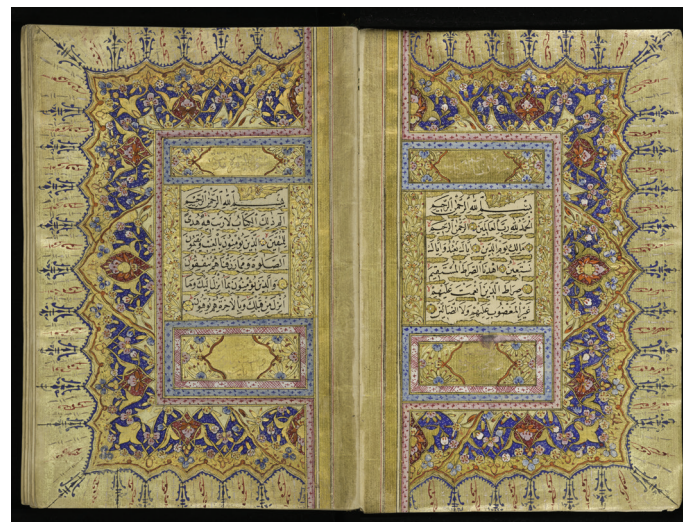 بسم الله الرحمن الرحيم
الحمد لله رب العالمين الرحمن الرحيم
مالك يوم الدين اياك نعبد واياك
نستعين اهدنا الصراط المستقيم
صراط الذين انعمت عليهم
غير المغضوب عليهم ولا الضالين
بسم الله الرحمن الرحيم
الم ذلك الكتاب لا ريب فيه هدى
للمتقين الذين يؤمنون بالغيب ويقيمون
الصلوة ومما رزقناهم ينفقون
والذين يؤمنون بما انزل اليك وما
انزل من قبلك وبالاخرة هم يوقنون